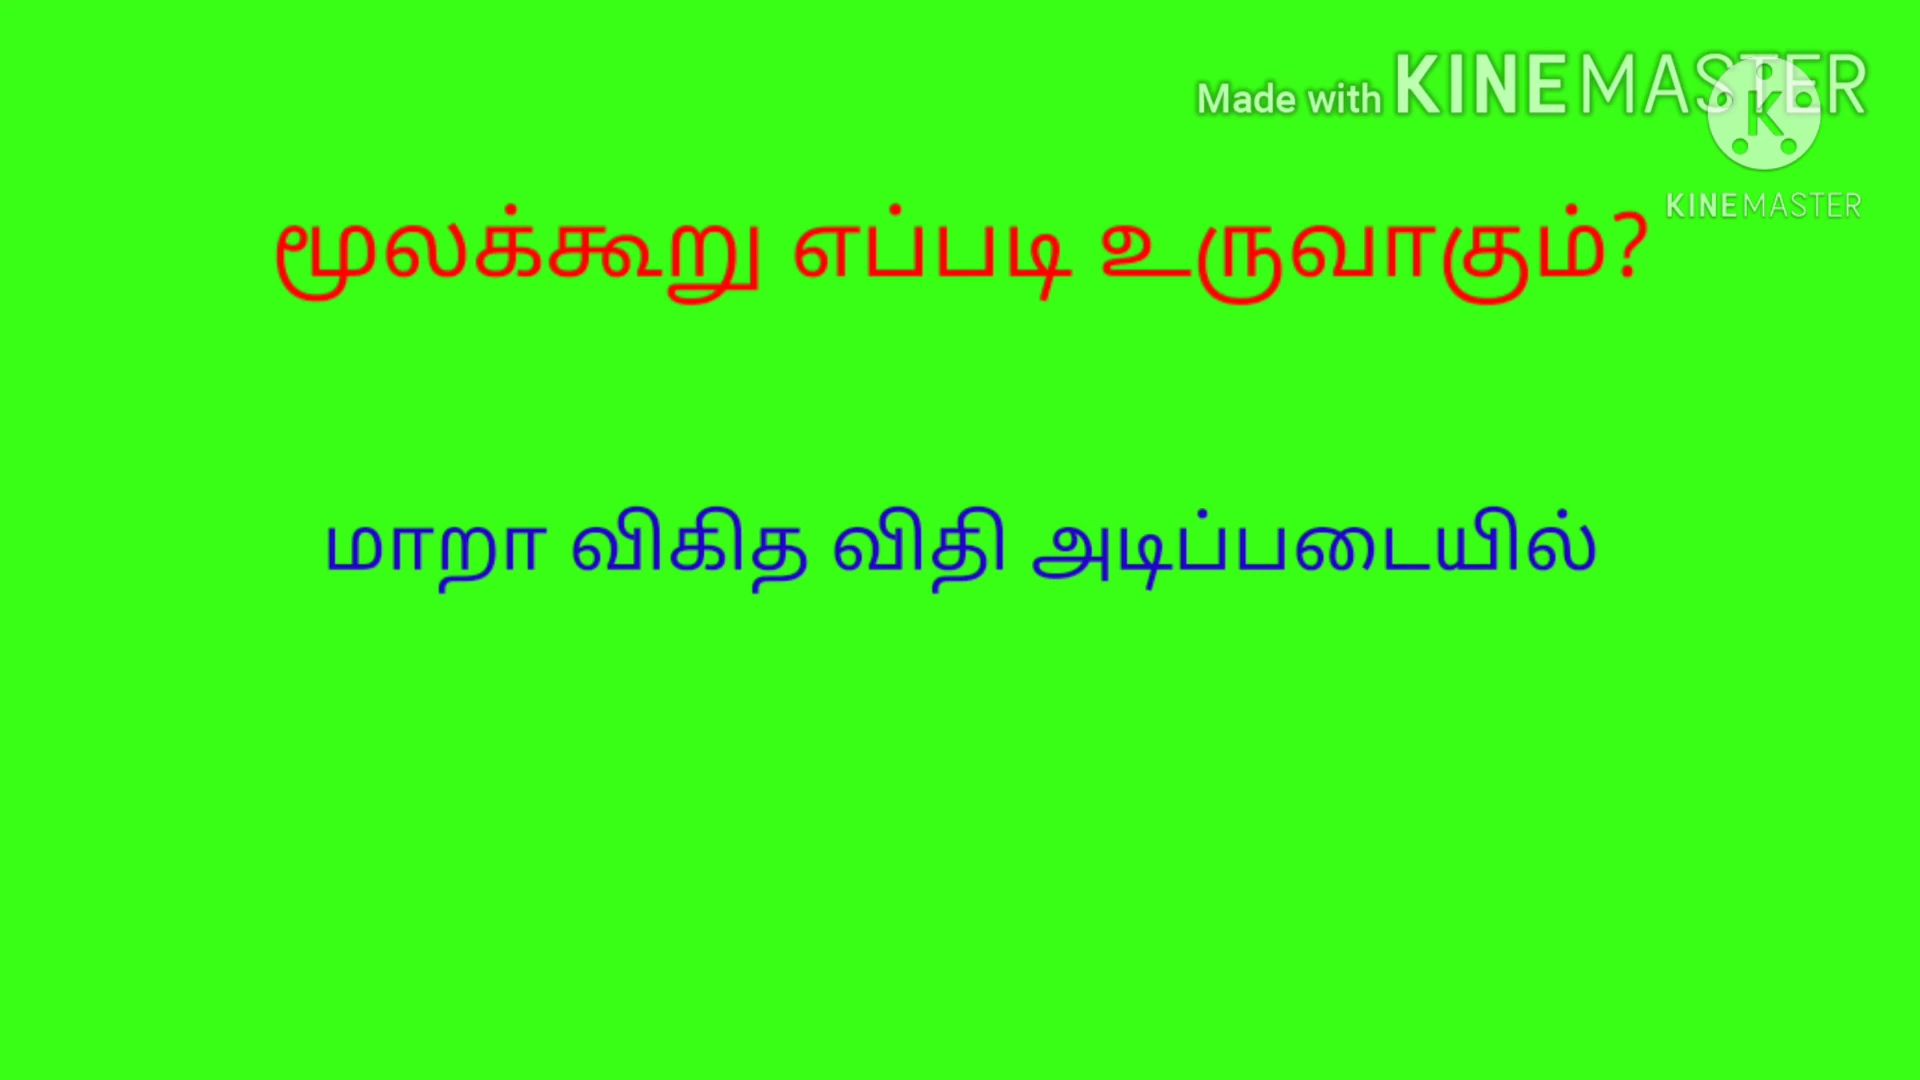 Made with KINEMASTER
K
KINEMASTER
மூலக்கூறு எப்படி உருவாகும்?
மாறா விகித விதி அடிப்படையில்